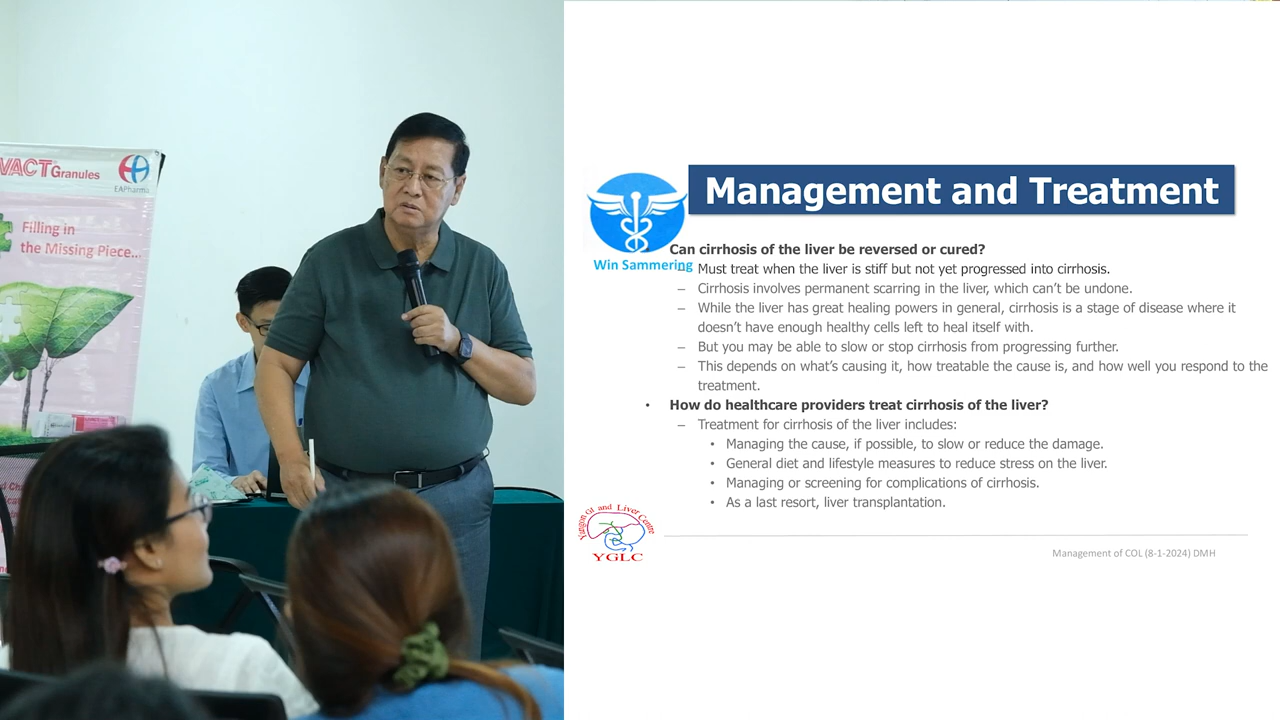 VACT Granules
EAPharma
Filling in
the Missing Piece...
Management and Treatment
Win Sammering
Can cirrhosis of the liver be reversed or cured?
– Must treat when the liver is stiff but not yet progressed into cirrhosis.
– Cirrhosis involves permanent scarring in the liver, which can’t be undone.
– While the liver has great healing powers in general, cirrhosis is a stage of disease where it
doesn’t have enough healthy cells left to heal itself with.
– But you may be able to slow or stop cirrhosis from progressing further.
– This depends on what’s causing it, how treatable the cause is, and how well you respond to the
treatment.
• How do healthcare providers treat cirrhosis of the liver?
– Treatment for cirrhosis of the liver includes:
• Managing the cause, if possible, to slow or reduce the damage.
• General diet and lifestyle measures to reduce stress on the liver.
• Managing or screening for complications of cirrhosis.
• As a last resort, liver transplantation.
Yangon GI and Liver Centre
YGLC
Management of COL (8-1-2024) DMH